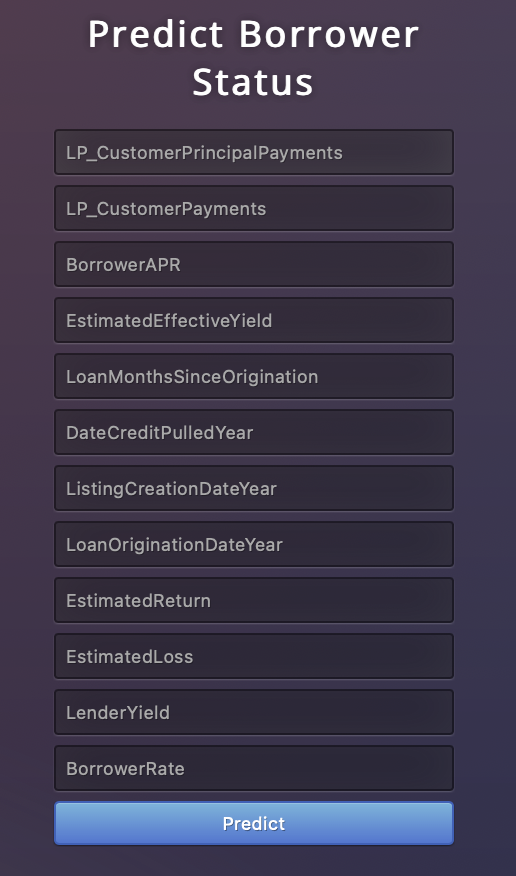 Predict Borrower
Status
LP_CustomerPrincipalPayments
LP_CustomerPayments
BorrowerAPR
EstimatedEffectiveYield
LoanMonthsSinceOrigination
DateCreditPulledYear
ListingCreationDateYear
LoanOriginationDateYear
EstimatedReturn
EstimatedLoss
LenderYield
BorrowerRate
Predict